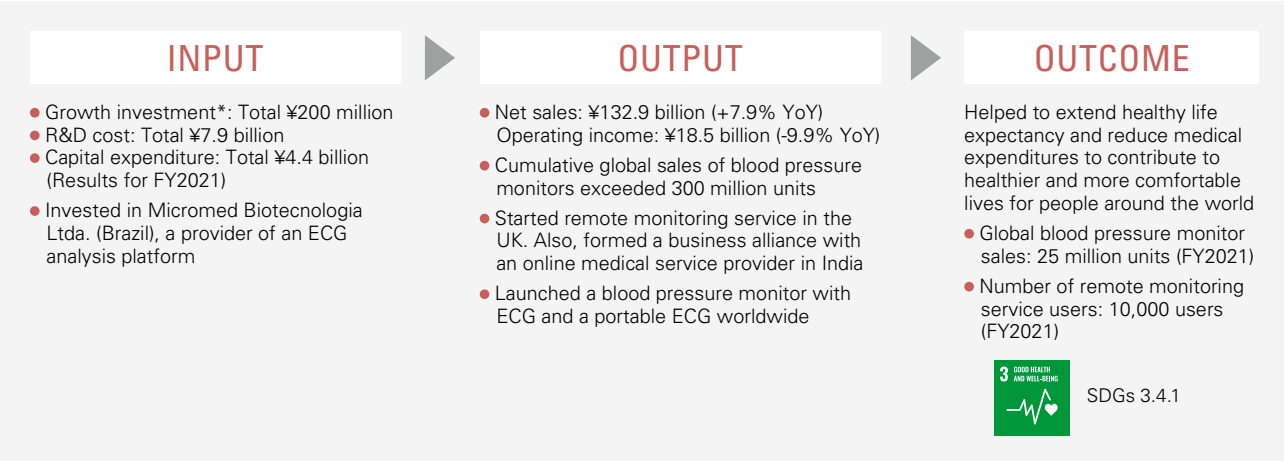 INPUT
● Growth investment*: Total ¥200 million
● R&D cost: Total ¥7.9 billion
● Capital expenditure: Total ¥4.4 billion
(Results for FY2021)
● Invested in Micromed Biotecnologia
Ltda. (Brazil), a provider of an ECG
analysis platform
OUTPUT
● Net sales: ¥132.9 billion (+7.9% YoY)
Operating income: ¥18.5 billion (-9.9% YoY)
● Cumulative global sales of blood pressure
monitors exceeded 300 million units
● Started remote monitoring service in the
UK. Also, formed a business alliance with
an online medical service provider in India
● Launched a blood pressure monitor with
ECG and a portable ECG worldwide
OUTCOME
Helped to extend healthy life
expectancy and reduce medical
expenditures to contribute to
healthier and more comfortable
lives for people around the world
● Global blood pressure monitor
sales: 25 million units (FY2021)
● Number of remote monitoring
service users: 10,000 users
(FY2021)
3 GOOD HEALTH
AND WELL-BEING
SDGs 3.4.1